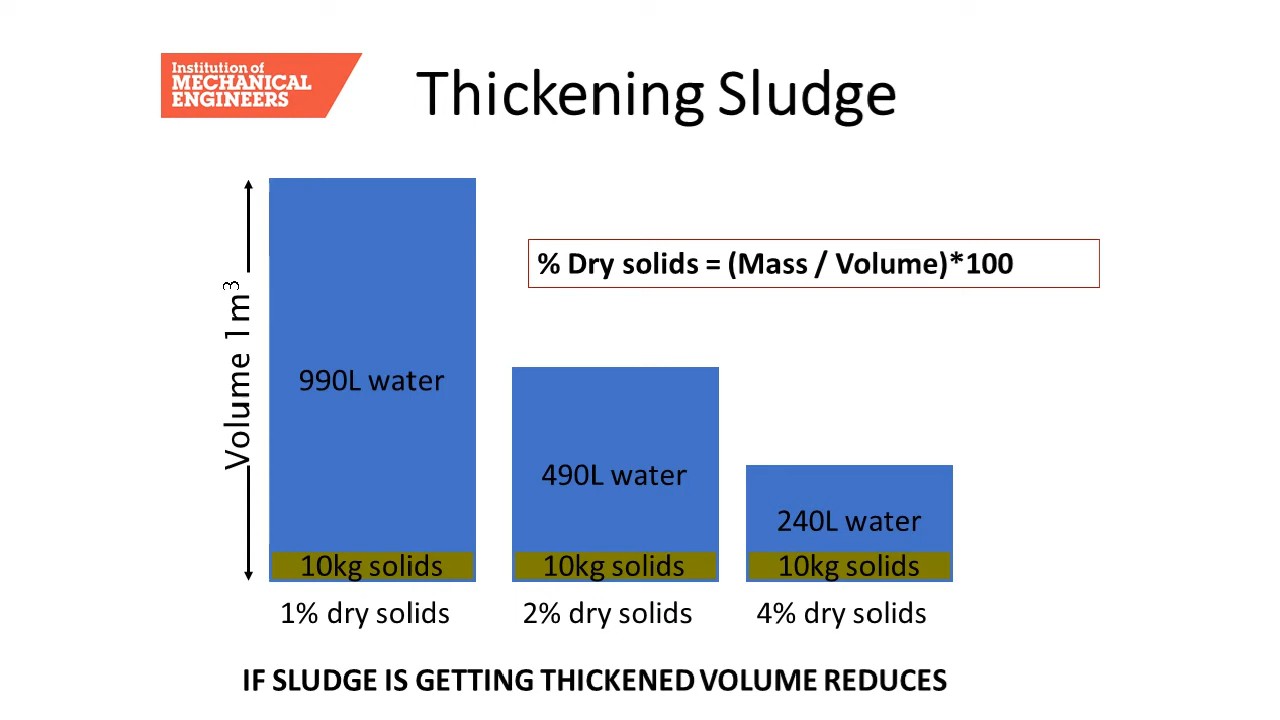 Institution of
MECHANICAL
ENGINEERS
Thickening Sludge
Volume 1m³
% Dry solids = (Mass / Volume)*100
990L water
490L water
240L water
10kg solids
10kg solids
10kg solids
1% dry solids
2% dry solids
4% dry solids
IF SLUDGE IS GETTING THICKENED VOLUME REDUCES